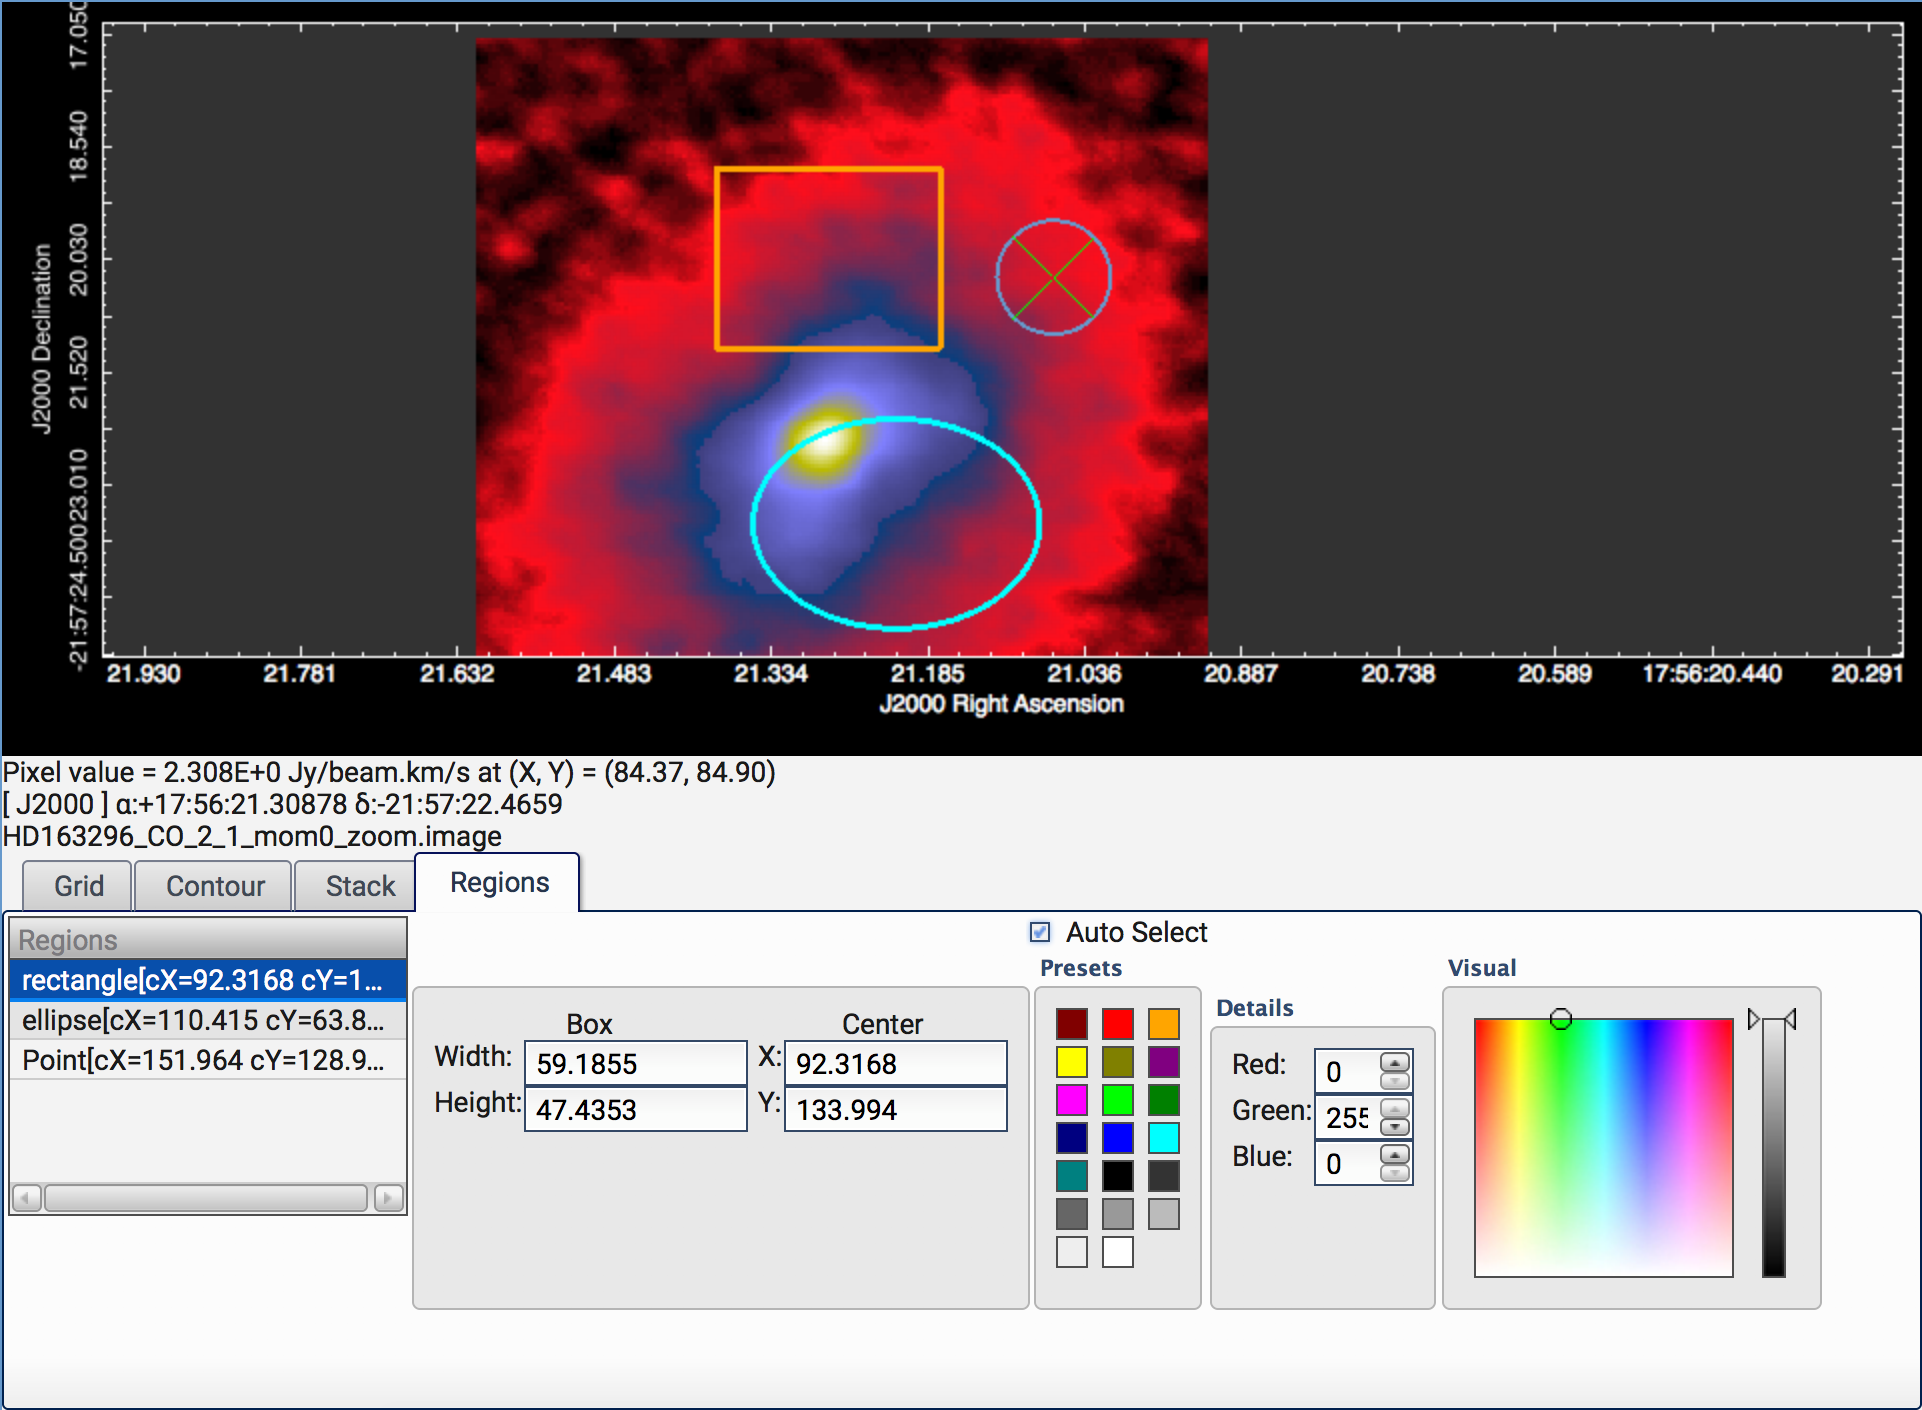 17.050
18.540
20.030
21.520
23.010
-21:57:24.500
J2000 Declination
21.930 21.781 21.632 21.483 21.334 21.185 21.036 20.887 20.738 20.589 17:56:20.440 20.291
J2000 Right Ascension
Pixel value = 2.308E+0 Jy/beam.km/s at (X, Y) = (84.37, 84.90)
[ J2000 ] α:+17:56:21.30878 δ:-21:57:22.4659
HD163296_CO_2_1_mom0_zoom.image
Grid Contour Stack Regions
Regions
rectangle[cX=92.3168 cY=1...
ellipse[cX=110.415 cY=63.8...
Point[cX=151.964 cY=128.9...
Box Center
Width: 59.1855 X: 92.3168
Height: 47.4353 Y: 133.994
Auto Select
Presets
Details
Red: 0
Green: 255
Blue: 0
Visual